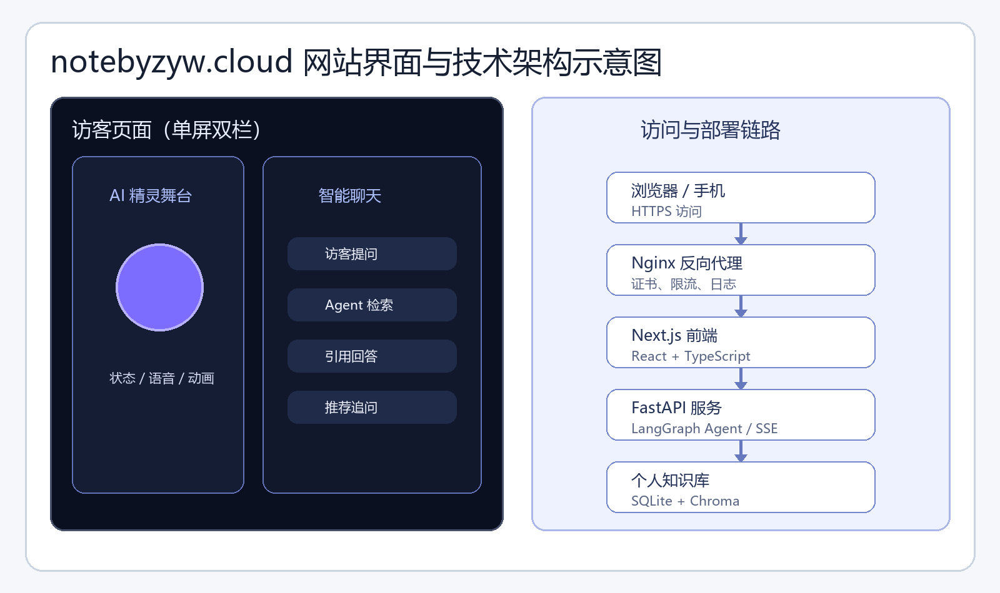 notebyzyw.cloud 网站界面与技术架构示意图
访客页面（单屏双栏）
AI 精灵舞台
状态 / 语音 / 动画
智能聊天
访客提问
Agent 检索
引用回答
推荐追问
访问与部署链路
浏览器 / 手机
HTTPS 访问
Nginx 反向代理
证书、限流、日志
Next.js 前端
React + TypeScript
FastAPI 服务
LangGraph Agent / SSE
个人知识库
SQLite + Chroma